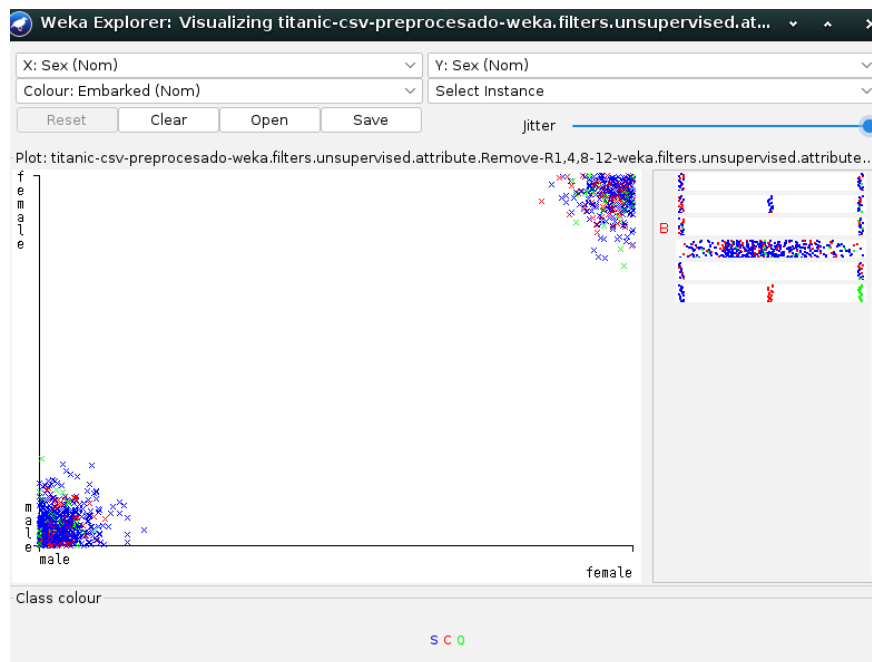 Weka Explorer: Visualizing titanic-csv-preprocesado-weka.filters.unsupervised.at...
X: Sex (Nom) Y: Sex (Nom)
Colour: Embarked (Nom) Select Instance
Reset Clear Open Save Jitter
Plot: titanic-csv-preprocesado-weka.filters.unsupervised.attribute.Remove-R1,4,8-12-weka.filters.unsupervised.attribute...
female
B
male
male
female
Class colour
S C Q